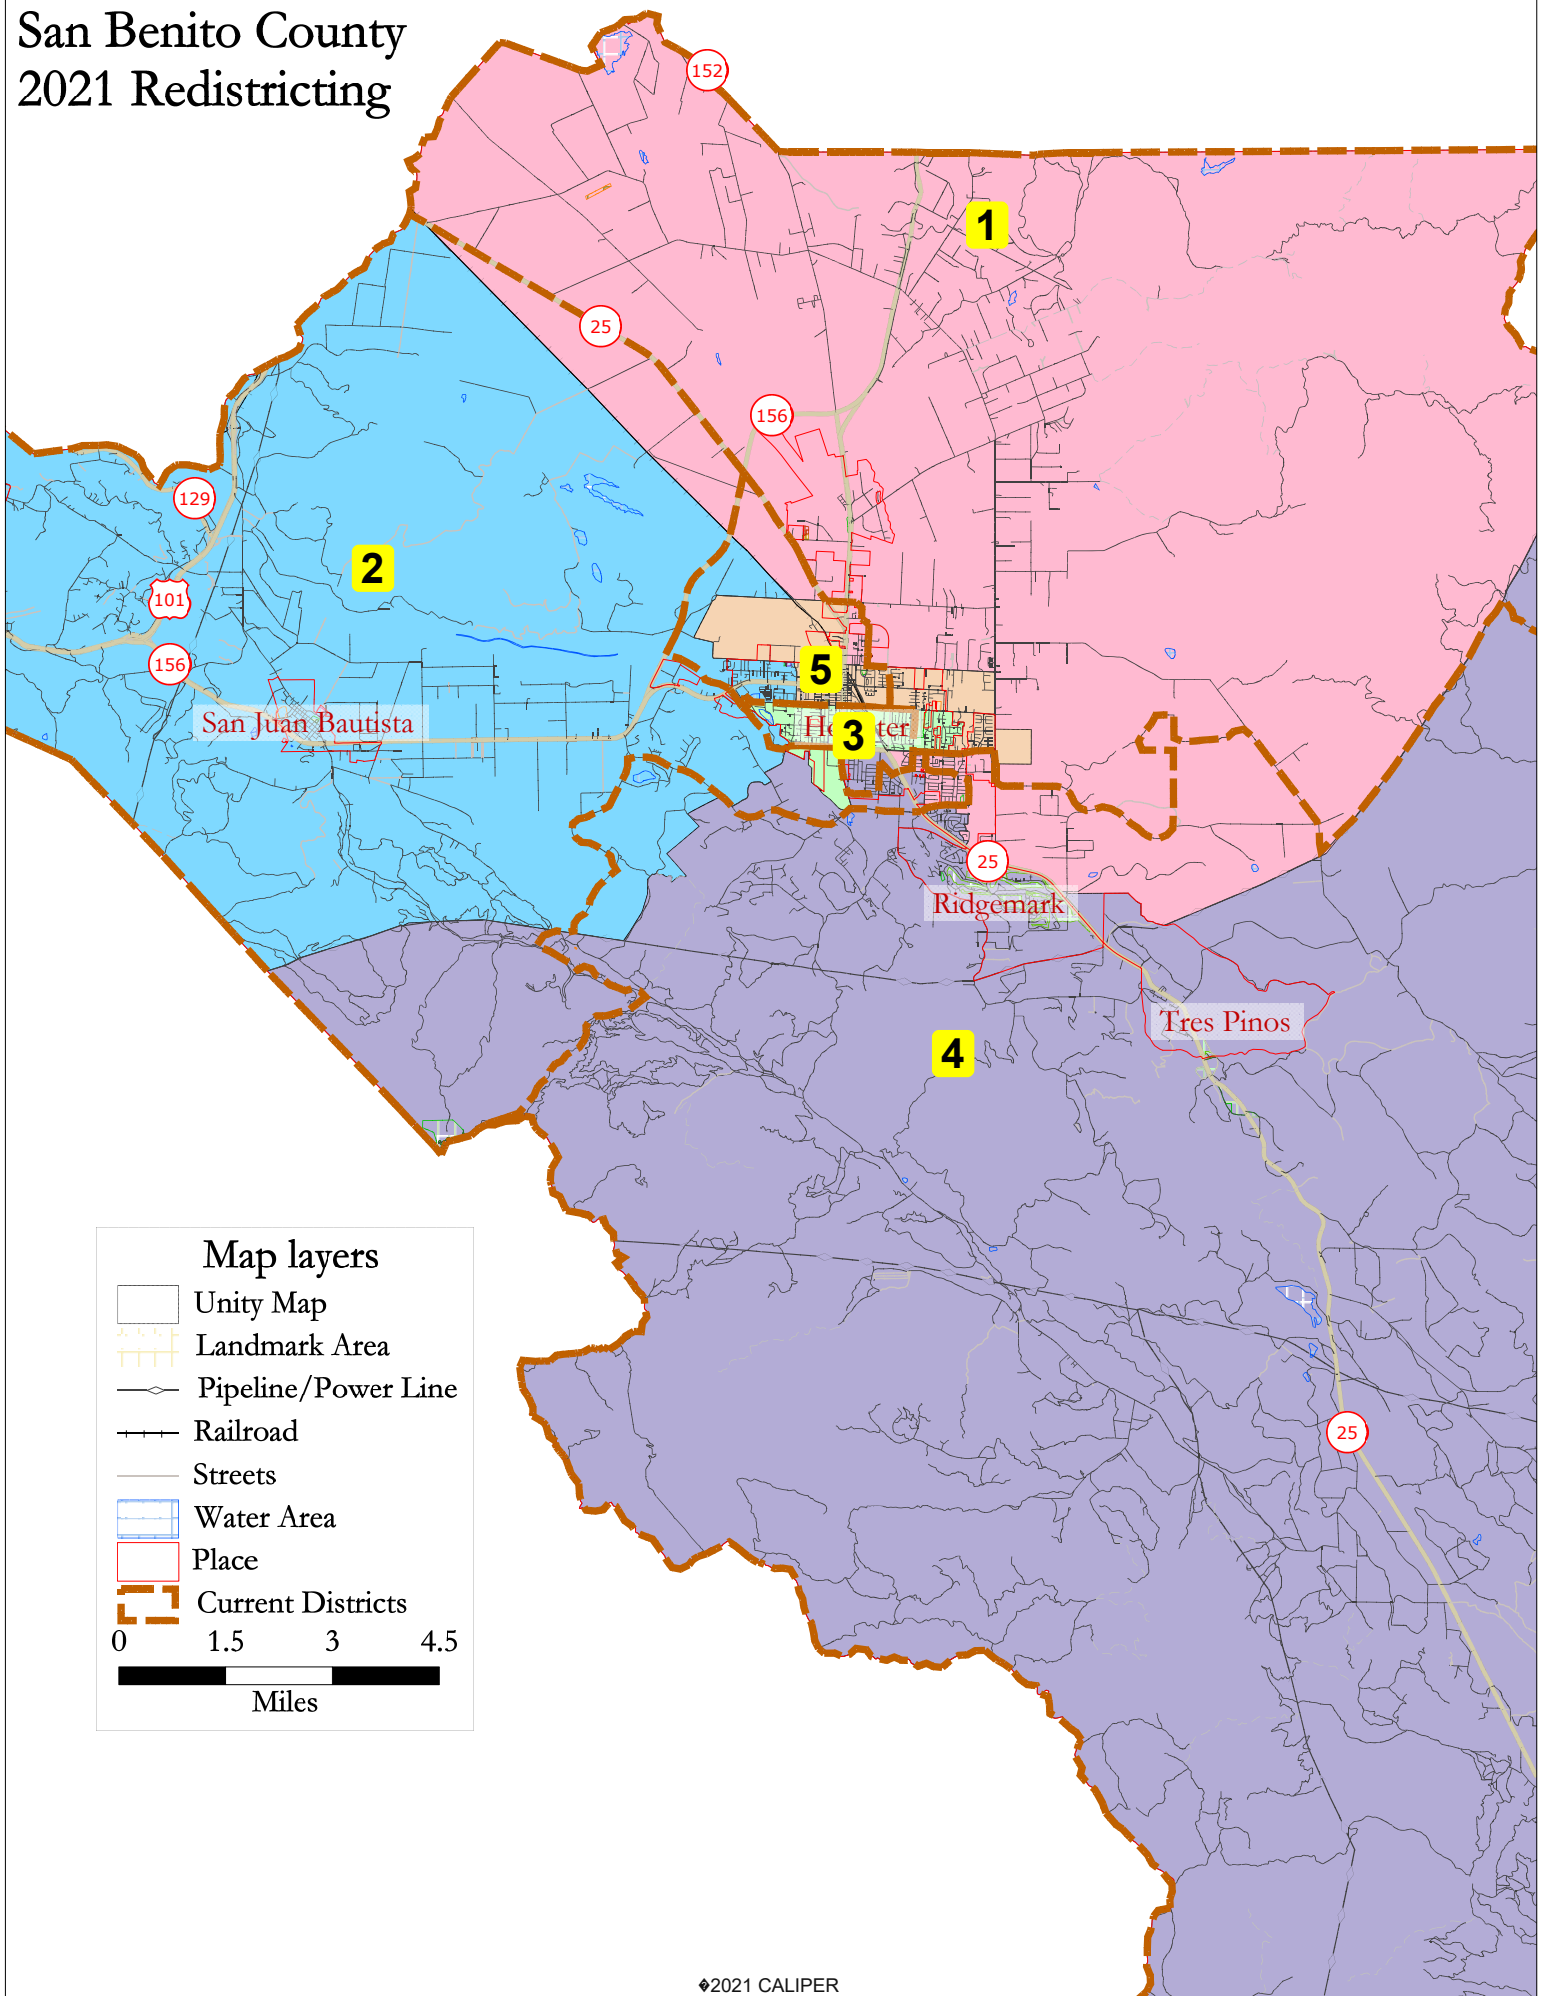 San Benito County
2021 Redistricting
152
1
25
156
129
2
101
156
5
San Juan Bautista
3
25
Ridgemark
Tres Pinos
4
Map layers
Unity Map
Landmark Area
Pipeline/Power Line
Railroad
Streets
Water Area
Place
Current Districts
0 1.5 3 4.5
Miles
25
�2021 CALIPER